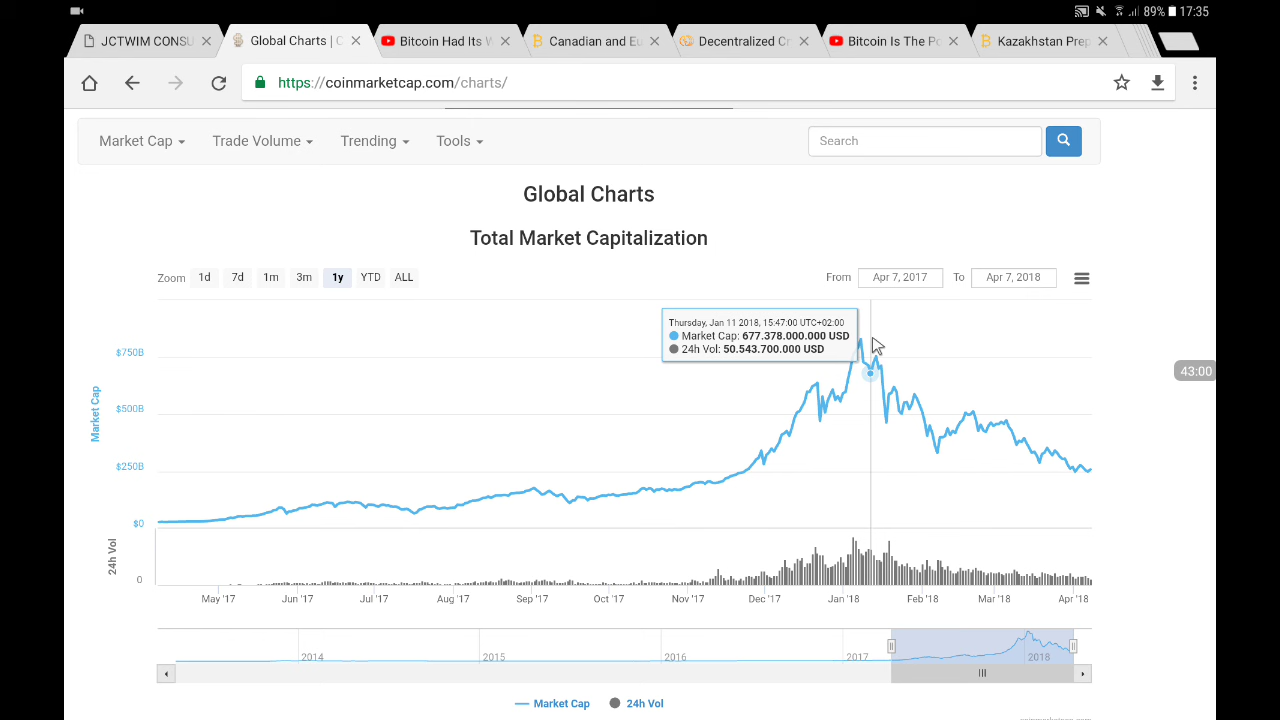 89% 17:35
JCTWIM CONSU
Global Charts | C
Bitcoin Had Its W
Canadian and Eu
Decentralized Cr
Bitcoin Is The Po
Kazakhstan Prep
https://coinmarketcap.com/charts/
Market Cap Trade Volume Trending Tools Search
Global Charts
Total Market Capitalization
Zoom 1d 7d 1m 3m 1y YTD ALL From Apr 7, 2017 To Apr 7, 2018
Thursday, Jan 11 2018, 15:47:00 UTC+02:00
Market Cap: 677.378.000.000 USD
24h Vol: 50.543.700.000 USD
$750B
$500B
$250B
$0
Market Cap
43:00
24h Vol
0
May '17 Jun '17 Jul '17 Aug '17 Sep '17 Oct '17 Nov '17 Dec '17 Jan '18 Feb '18 Mar '18 Apr '18
2014 2015 2016 2017 2018
Market Cap 24h Vol
coinmarketcap.com